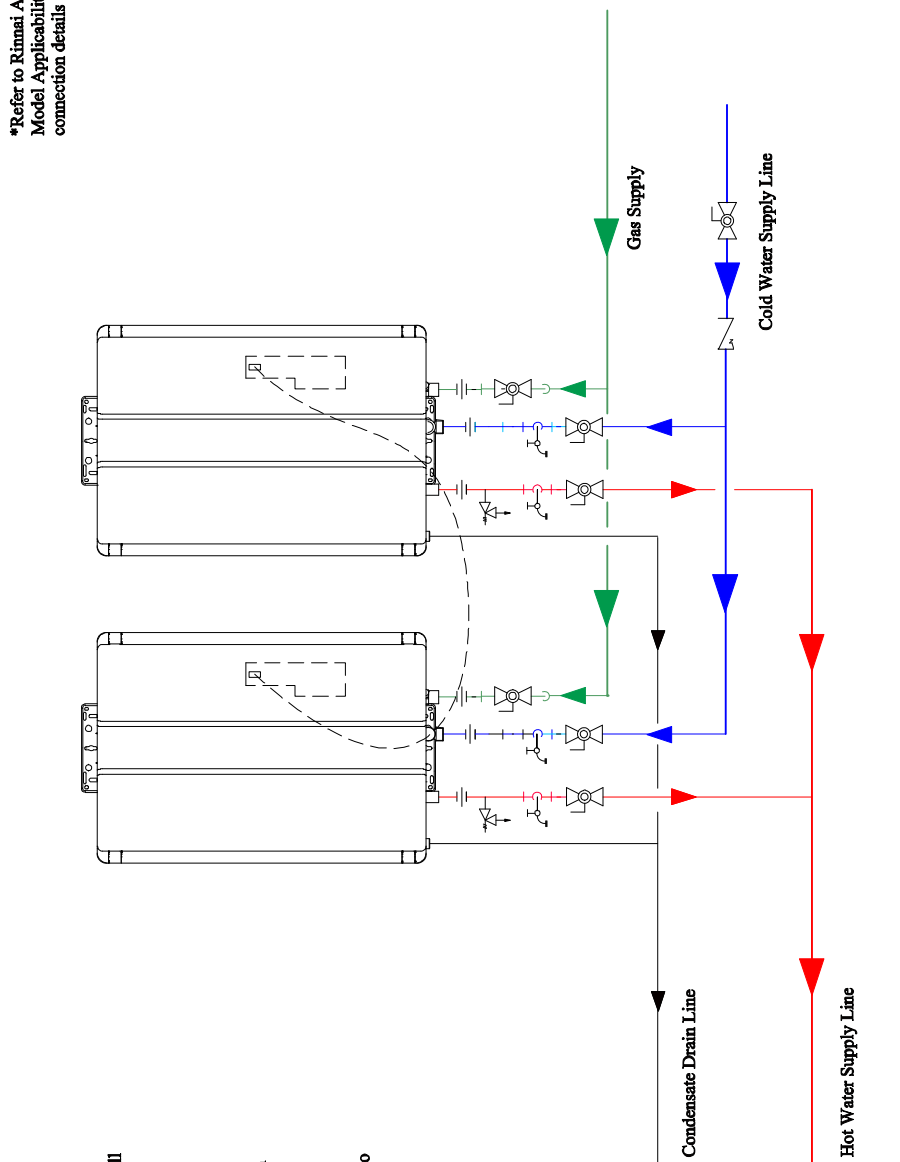 *Refer to Rinnai A
Model Applicabilit
connection details
Gas Supply
Cold Water Supply Line
Condensate Drain Line
Hot Water Supply Line